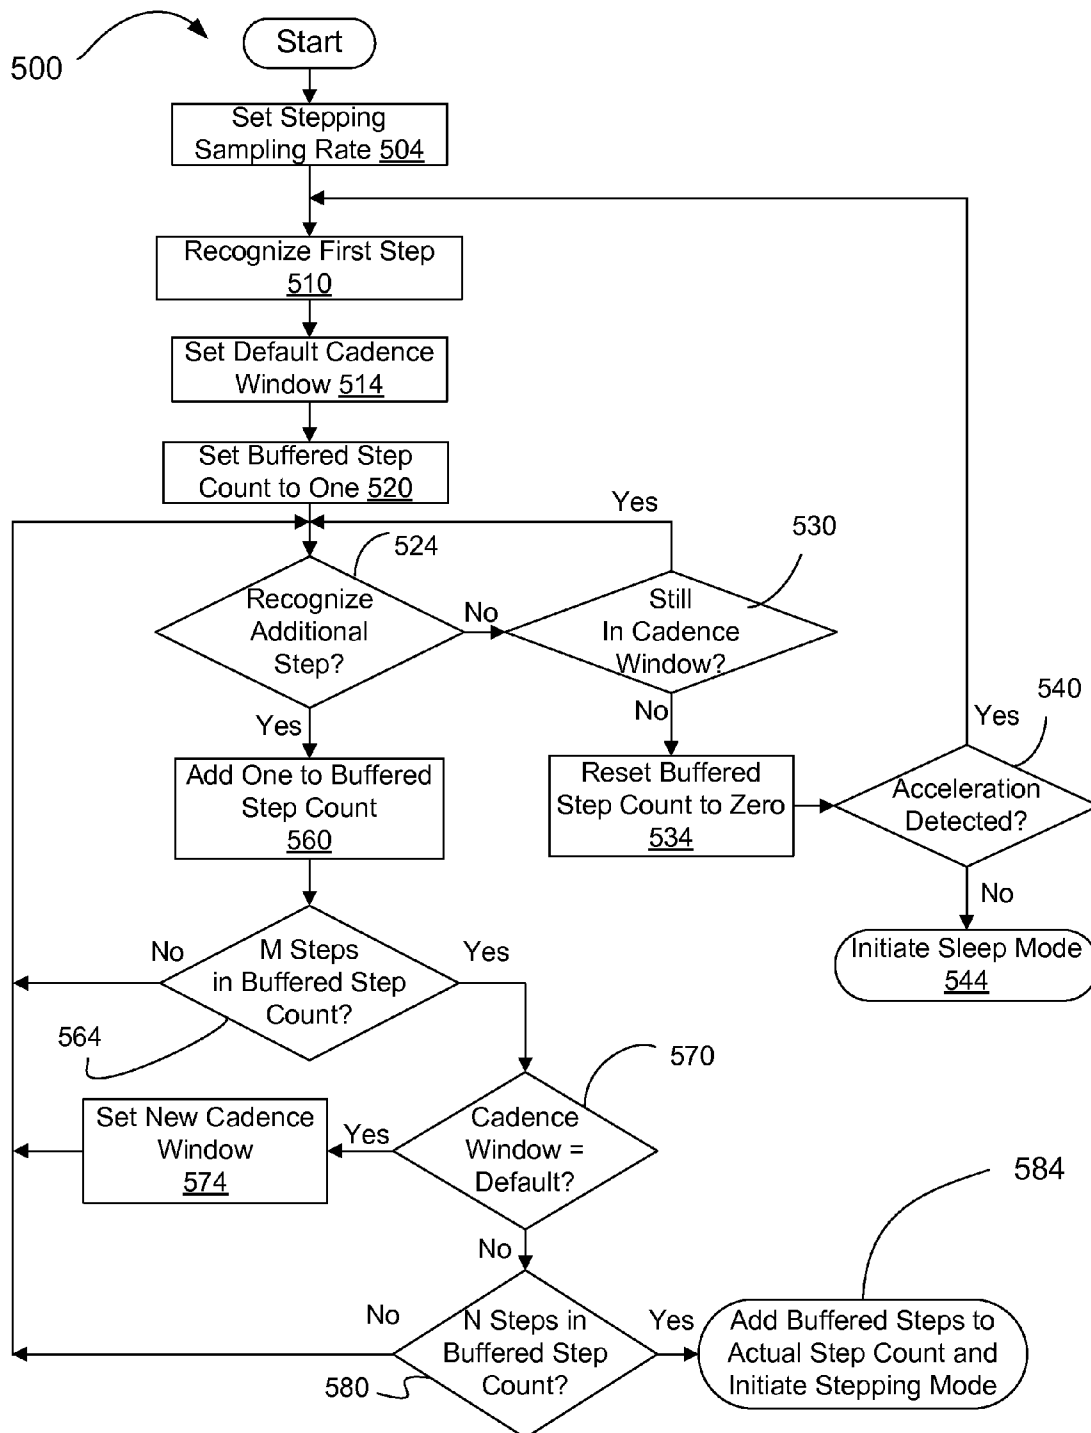 500
Start
Set Stepping
Sampling Rate 504
Recognize First Step
510
Set Default Cadence
Window 514
Set Buffered Step
Count to One 520
Yes
530
524
Recognize
Additional
Step?
No
Still
In Cadence
Window?
Yes
No
540
Yes
Add One to Buffered
Step Count
560
Reset Buffered
Step Count to Zero
534
Acceleration
Detected?
No
No
M Steps
in Buffered Step
Count?
Yes
Initiate Sleep Mode
544
564
570
Set New Cadence
Window
574
Yes
Cadence
Window =
Default?
584
No
No
N Steps in
Buffered Step
Count?
Yes
580
Add Buffered Steps to
Actual Step Count and
Initiate Stepping Mode